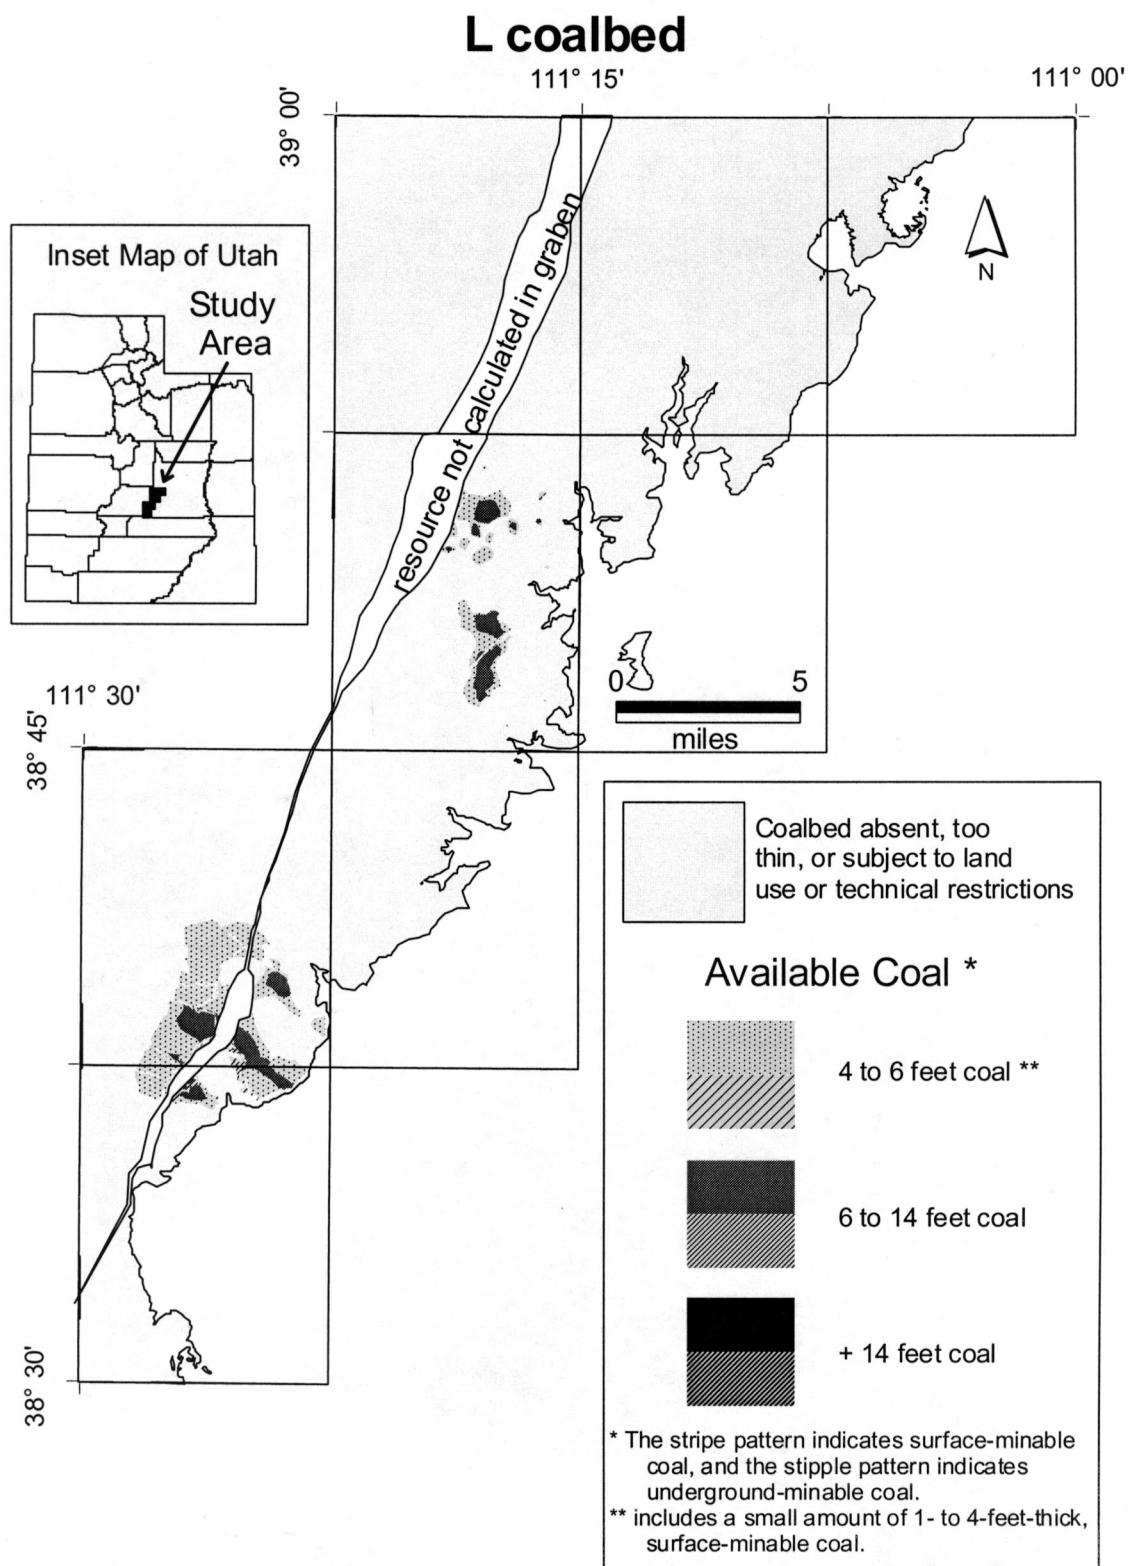 L coalbed
111° 15'
111° 00'
39° 00'
Inset Map of Utah
Study
Area
resource not calculated in graben
N
0 5
miles
111° 30'
38° 45'
38° 30'
Coalbed absent, too
thin, or subject to land
use or technical restrictions
Available Coal *
4 to 6 feet coal **
6 to 14 feet coal
+ 14 feet coal
* The stripe pattern indicates surface-minable
coal, and the stipple pattern indicates
underground-minable coal.
** includes a small amount of 1- to 4-feet-thick,
surface-minable coal.